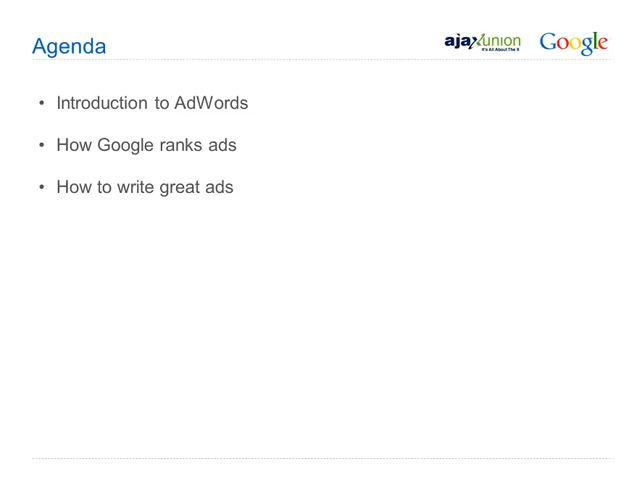 Agenda
ajaxunion
It's All About The X
Google
• Introduction to AdWords
• How Google ranks ads
• How to write great ads